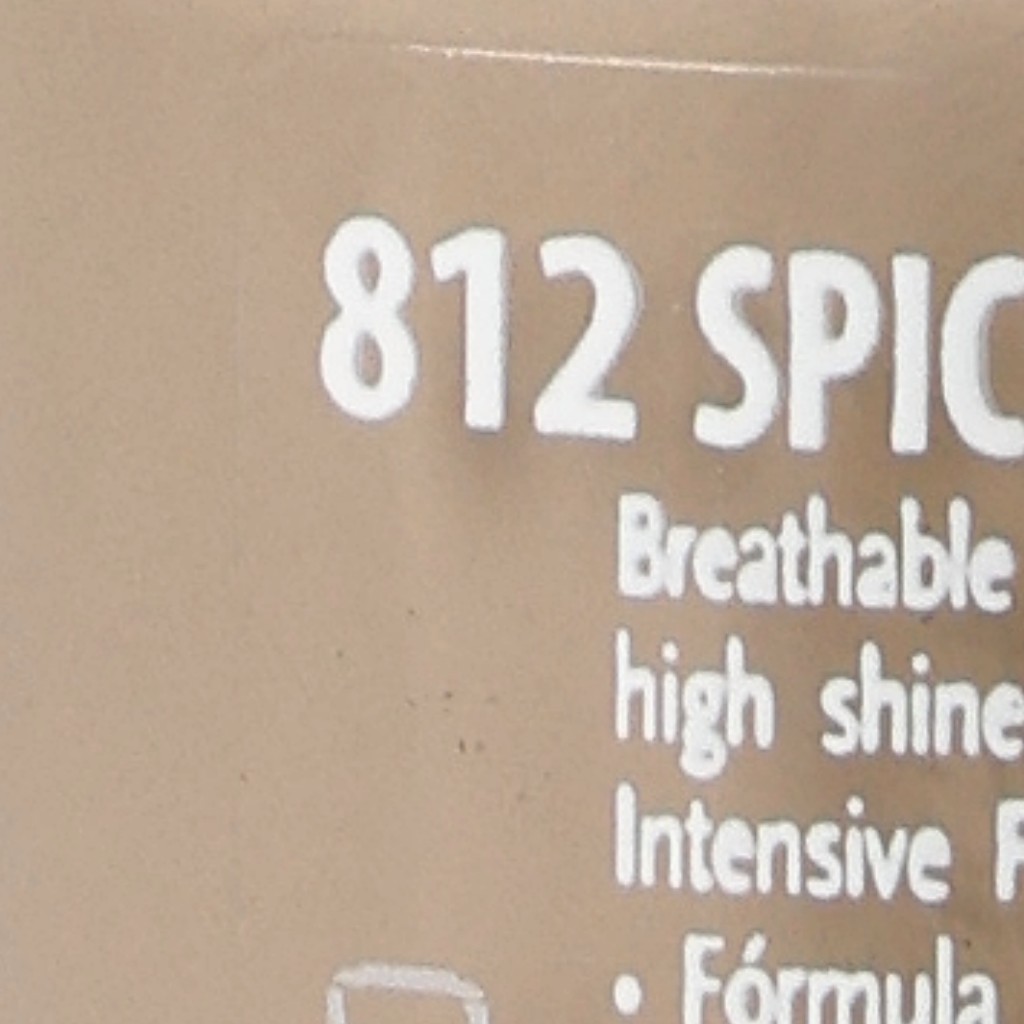 812 SPIC
Breathable
high shine
Intensive
• Fórmula